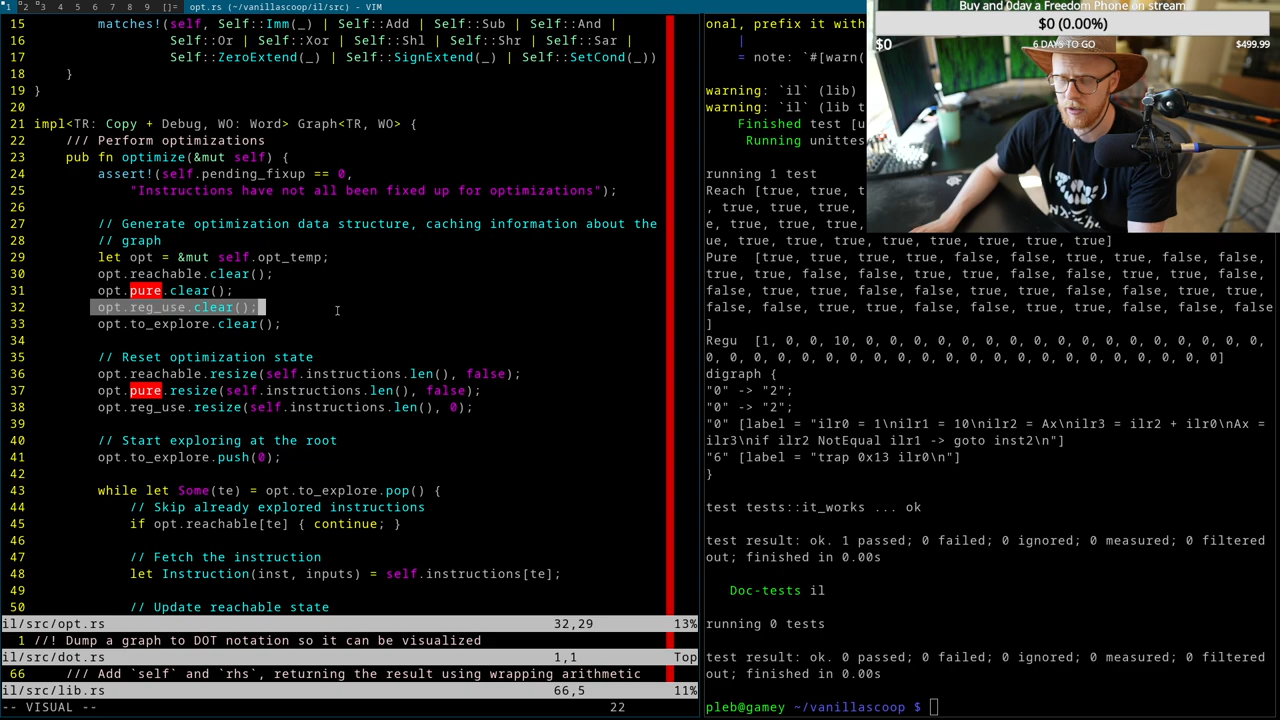 1 2 3 4 5 6 7 8 9 []= opt.rs (~/vanillascoop/il/src) - VIM
15 matches!(self, Self::Imm(_) | Self::Add | Self::Sub | Self::And |
16 Self::Or | Self::Xor | Self::Shl | Self::Shr | Self::Sar |
17 Self::ZeroExtend(_) | Self::SignExtend(_) | Self::SetCond(_))
18 }
19 }
20
21 impl<TR: Copy + Debug, WO: Word> Graph<TR, WO> {
22 /// Perform optimizations
23 pub fn optimize(&mut self) {
24 assert!(self.pending_fixup == 0,
25 "Instructions have not all been fixed up for optimizations");
26
27 // Generate optimization data structure, caching information about the
28 // graph
29 let opt = &mut self.opt_temp;
30 opt.reachable.clear();
31 opt.pure.clear();
32 opt.reg_use.clear();
33 opt.to_explore.clear();
34
35 // Reset optimization state
36 opt.reachable.resize(self.instructions.len(), false);
37 opt.pure.resize(self.instructions.len(), false);
38 opt.reg_use.resize(self.instructions.len(), 0);
39
40 // Start exploring at the root
41 opt.to_explore.push(0);
42
43 while let Some(te) = opt.to_explore.pop() {
44 // Skip already explored instructions
45 if opt.reachable[te] { continue; }
46
47 // Fetch the instruction
48 let Instruction(inst, inputs) = self.instructions[te];
49
50 // Update reachable state
il/src/opt.rs 32,29 13%
1 //! Dump a graph to DOT notation so it can be visualized
il/src/dot.rs 1,1 Top
66 /// Add `self` and `rhs`, returning the result using wrapping arithmetic
il/src/lib.rs 66,5 11%
-- VISUAL -- 22
onal, prefix it with
|
= note: `#[warn(
warning: `il` (lib)
warning: `il` (lib t
Finished test [u
Running unittes
running 1 test
Reach [true, true, t
, true, true, true,
ue, true, true, true, true, true, true]
Pure [true, true, true, true, false, false, true, false, false,
true, true, false, false, false, true, true, false, false, true,
false, true, true, false, false, true, true, false, false, true,
false, false, true, true, false, false, true, false, false, false
]
Regu [1, 0, 0, 10, 0, 0, 0, 0, 0, 0, 0, 0, 0, 0, 0, 0, 0, 0, 0,
0, 0, 0, 0, 0, 0, 0, 0, 0, 0, 0, 0, 0, 0, 0, 0, 0, 0]
digraph {
"0" -> "2";
"0" -> "2";
"0" [label = "ilr0 = 1\nilr1 = 10\nilr2 = Ax\nilr3 = ilr2 + ilr0\nAx =
ilr3\nif ilr2 NotEqual ilr1 -> goto inst2\n"]
"6" [label = "trap 0x13 ilr0\n"]
}
test tests::it_works ... ok
test result: ok. 1 passed; 0 failed; 0 ignored; 0 measured; 0 filtered
out; finished in 0.00s
Doc-tests il
running 0 tests
test result: ok. 0 passed; 0 failed; 0 ignored; 0 measured; 0 filtered
out; finished in 0.00s
pleb@gamey ~/vanillascoop $
Buy and 0day a Freedom Phone on stream
$0 (0.00%)
$0 6 DAYS TO GO $499.99